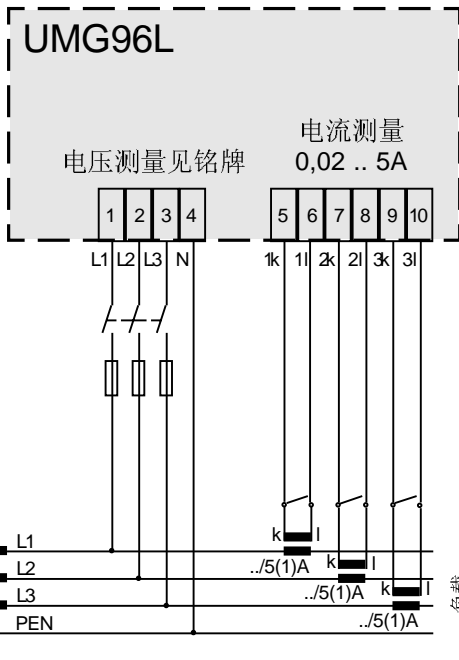 UMG96L
电流测量
电压测量见铭牌 0,02 .. 5A
1 2 3 4 5 6 7 8 9 10
L1 L2 L3 N 1k 1l 2k 2l 3k 3l
k l
L1
../5(1)A k l
L2
../5(1)A k l
L3
../5(1)A
PEN
负载